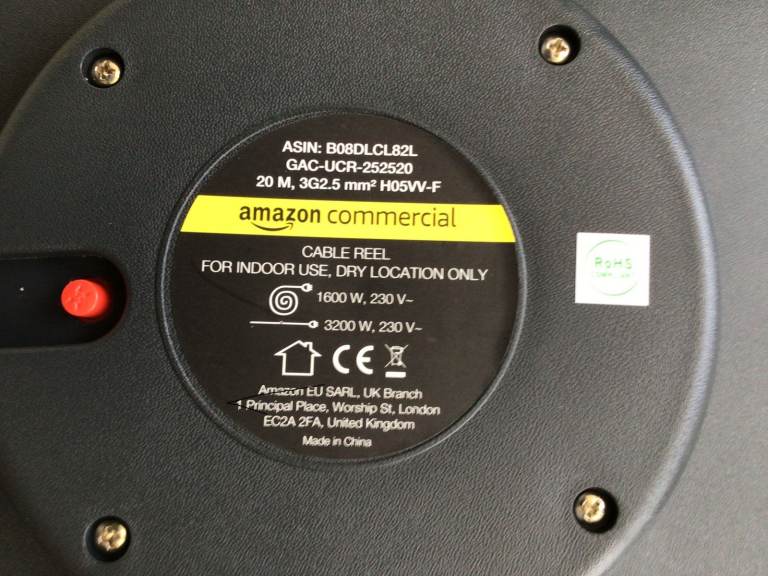 ASIN: B08DLCL82L
GAC-UCR-252520
20 M, 3G2.5 mm² H05VV-F
amazon commercial
CABLE REEL
FOR INDOOR USE, DRY LOCATION ONLY
1600 W, 230 V~
3200 W, 230 V~
CE
Amazon EU SARL, UK Branch
1 Principal Place, Worship St, London
EC2A 2FA, United Kingdom
Made in China
RoHS
COMPLIANT